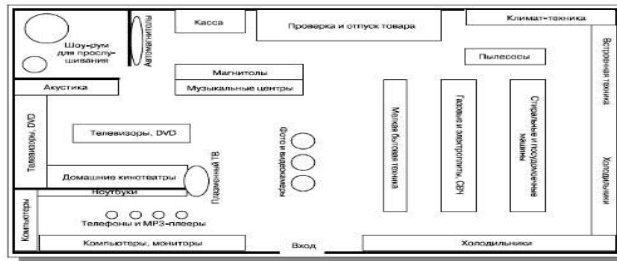 Касса
Проверка и отпуск товара
Климат-техника
Шоу-рум
для прослу-
шивания
Автомагнитолы
Пылесосы
Встроенная техника
Магнитолы
Музыкальные центры
Акустика
Телевизоры, DVD
Телевизоры, DVD
Фото и видеокамеры
Мелкая бытовая техника
Газовые и электроплиты, СВЧ
Стиральные и посудомоечные
машины
Домашние кинотеатры
Плазменный ТВ
Холодильники
Ноутбуки
Компьютеры
Телефоны и MP3-плееры
Компьютеры, мониторы
Вход
Холодильники